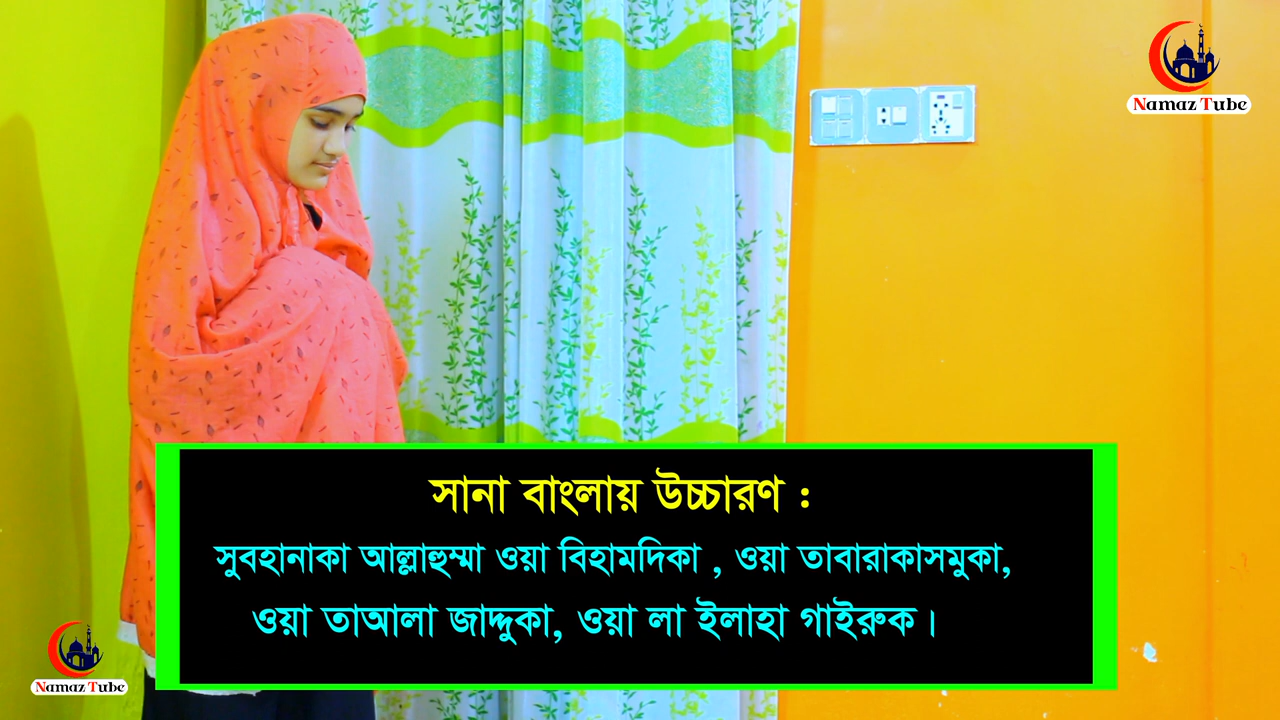 Namaz Tube
সানা বাংলায় উচ্চারণ :
সুবহানাকা আল্লাহুম্মা ওয়া বিহামদিকা , ওয়া তাবারাকাসমুকা,
ওয়া তাআলা জাদ্দুকা, ওয়া লা ইলাহা গাইরুক।
Namaz Tube